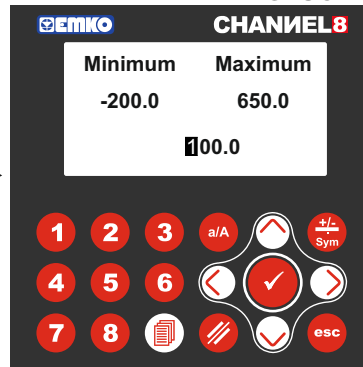 EMKO CHANNEL8
Minimum Maximum
-200.0 650.0
100.0
1 2 3 a/A +/- Sym
4 5 6
7 8 esc